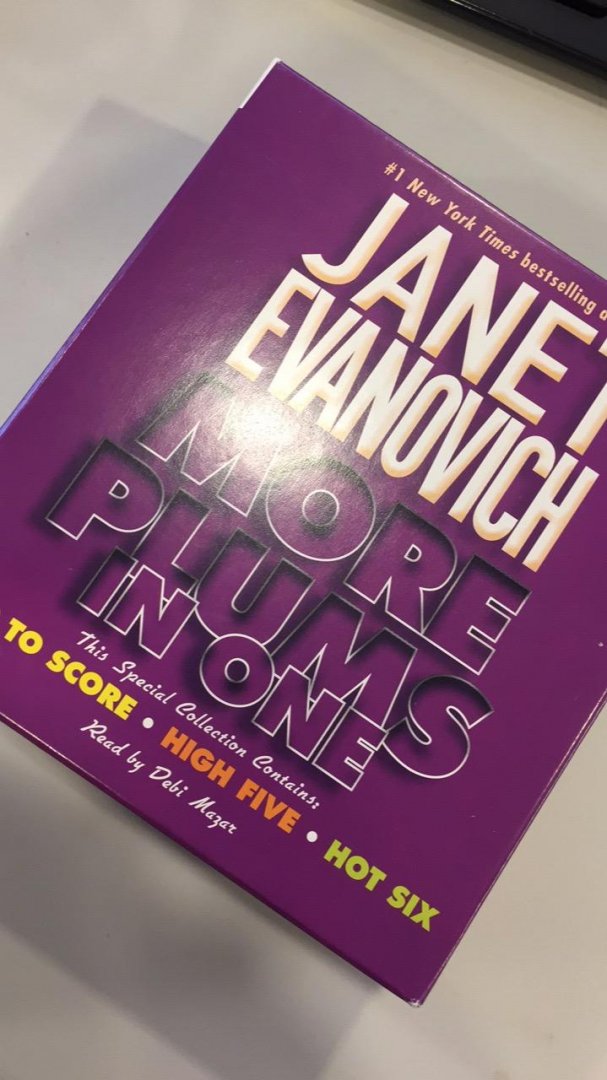 #1 New York Times bestselling
JANET
EVANOVICH
MORE
PLUMS
IN ONE
This Special Collection Contains:
TO SCORE • HIGH FIVE • HOT SIX
Read by Debi Mazar